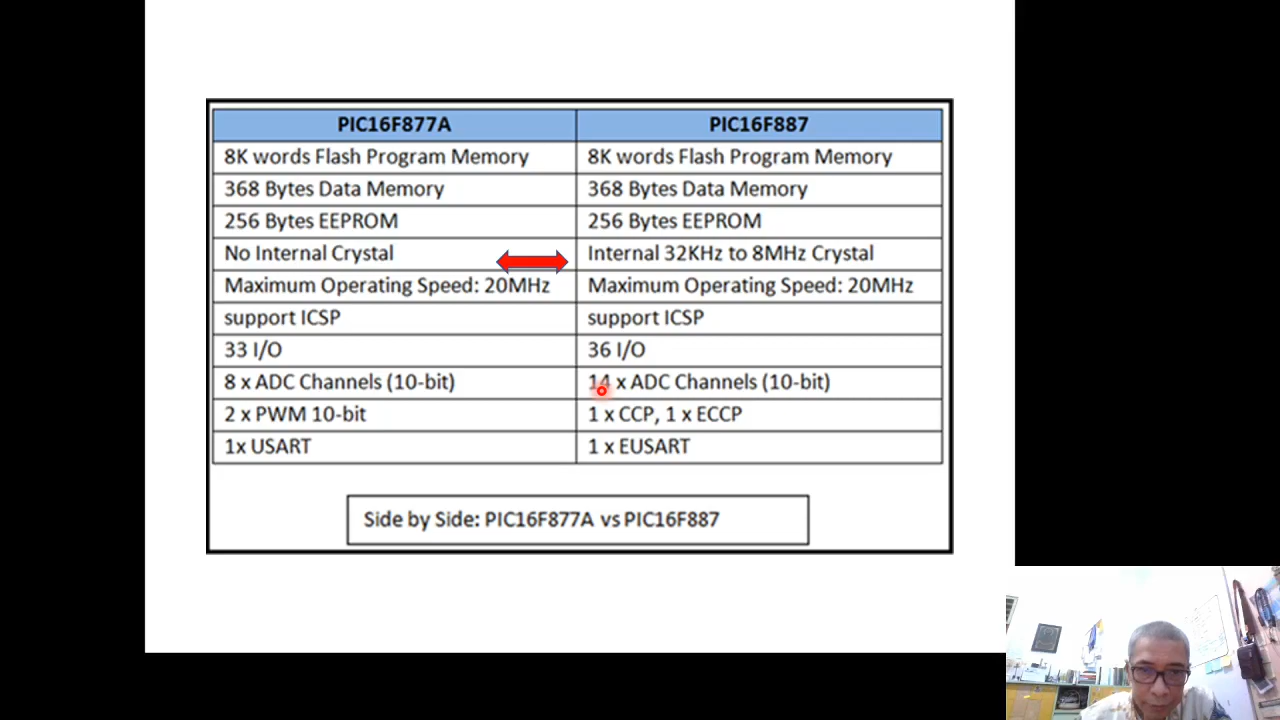 PIC16F877A PIC16F887
8K words Flash Program Memory 8K words Flash Program Memory
368 Bytes Data Memory 368 Bytes Data Memory
256 Bytes EEPROM 256 Bytes EEPROM
No Internal Crystal Internal 32KHz to 8MHz Crystal
Maximum Operating Speed: 20MHz Maximum Operating Speed: 20MHz
support ICSP support ICSP
33 I/O 36 I/O
8 x ADC Channels (10-bit) 14 x ADC Channels (10-bit)
2 x PWM 10-bit 1 x CCP, 1 x ECCP
1x USART 1 x EUSART
Side by Side: PIC16F877A vs PIC16F887